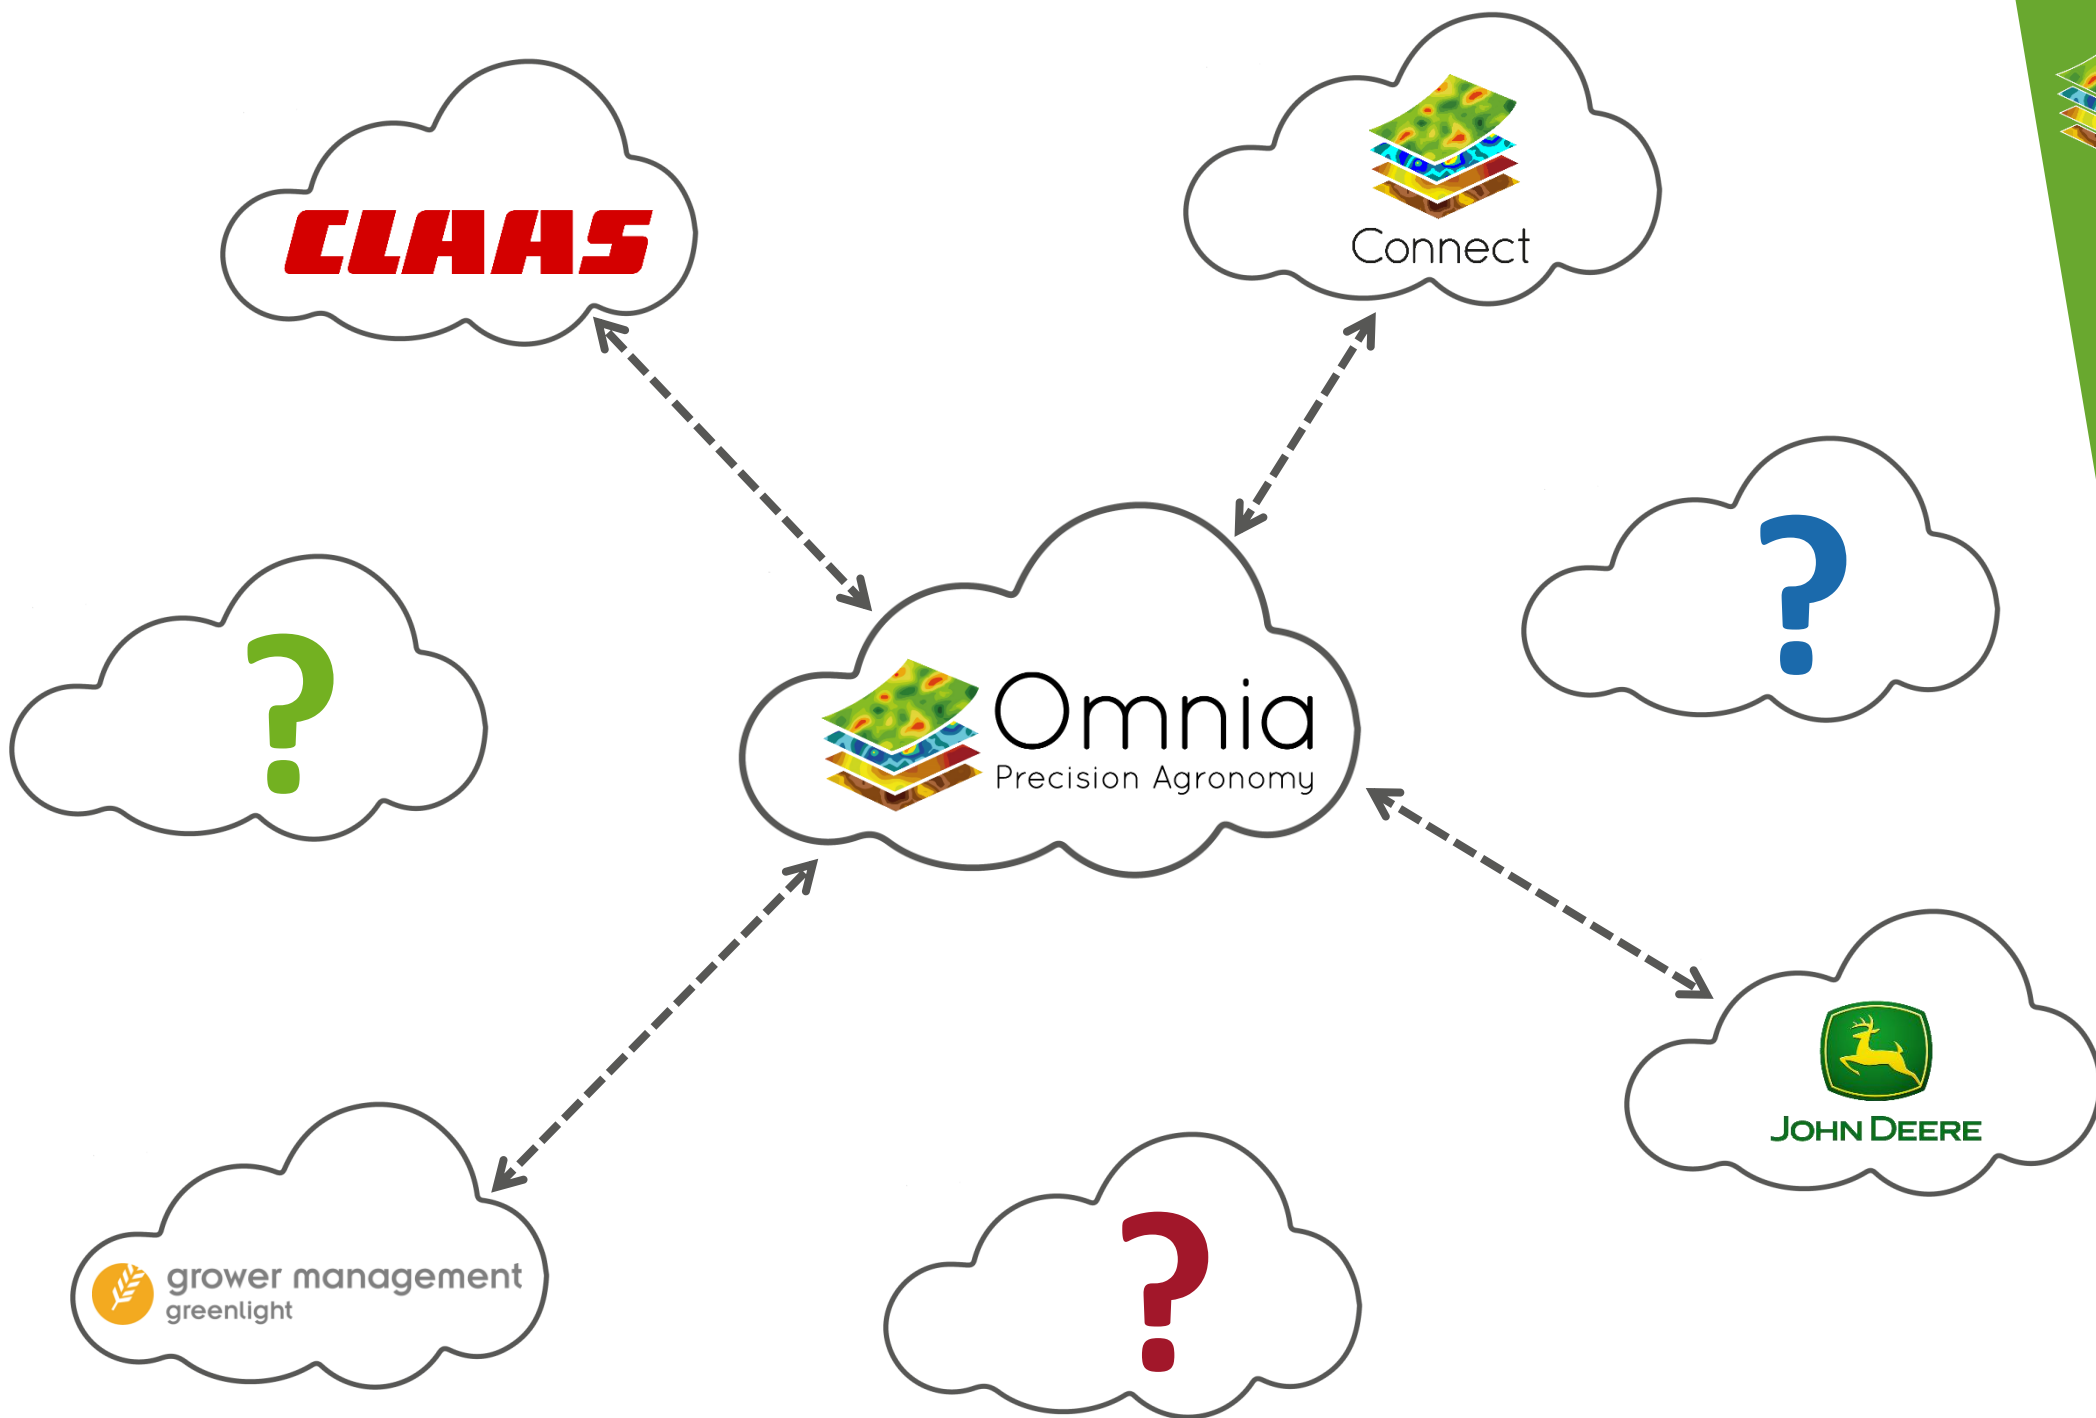 CLAAS
Connect
?
?
Omnia
Precision Agronomy
JOHN DEERE
grower management
greenlight
?